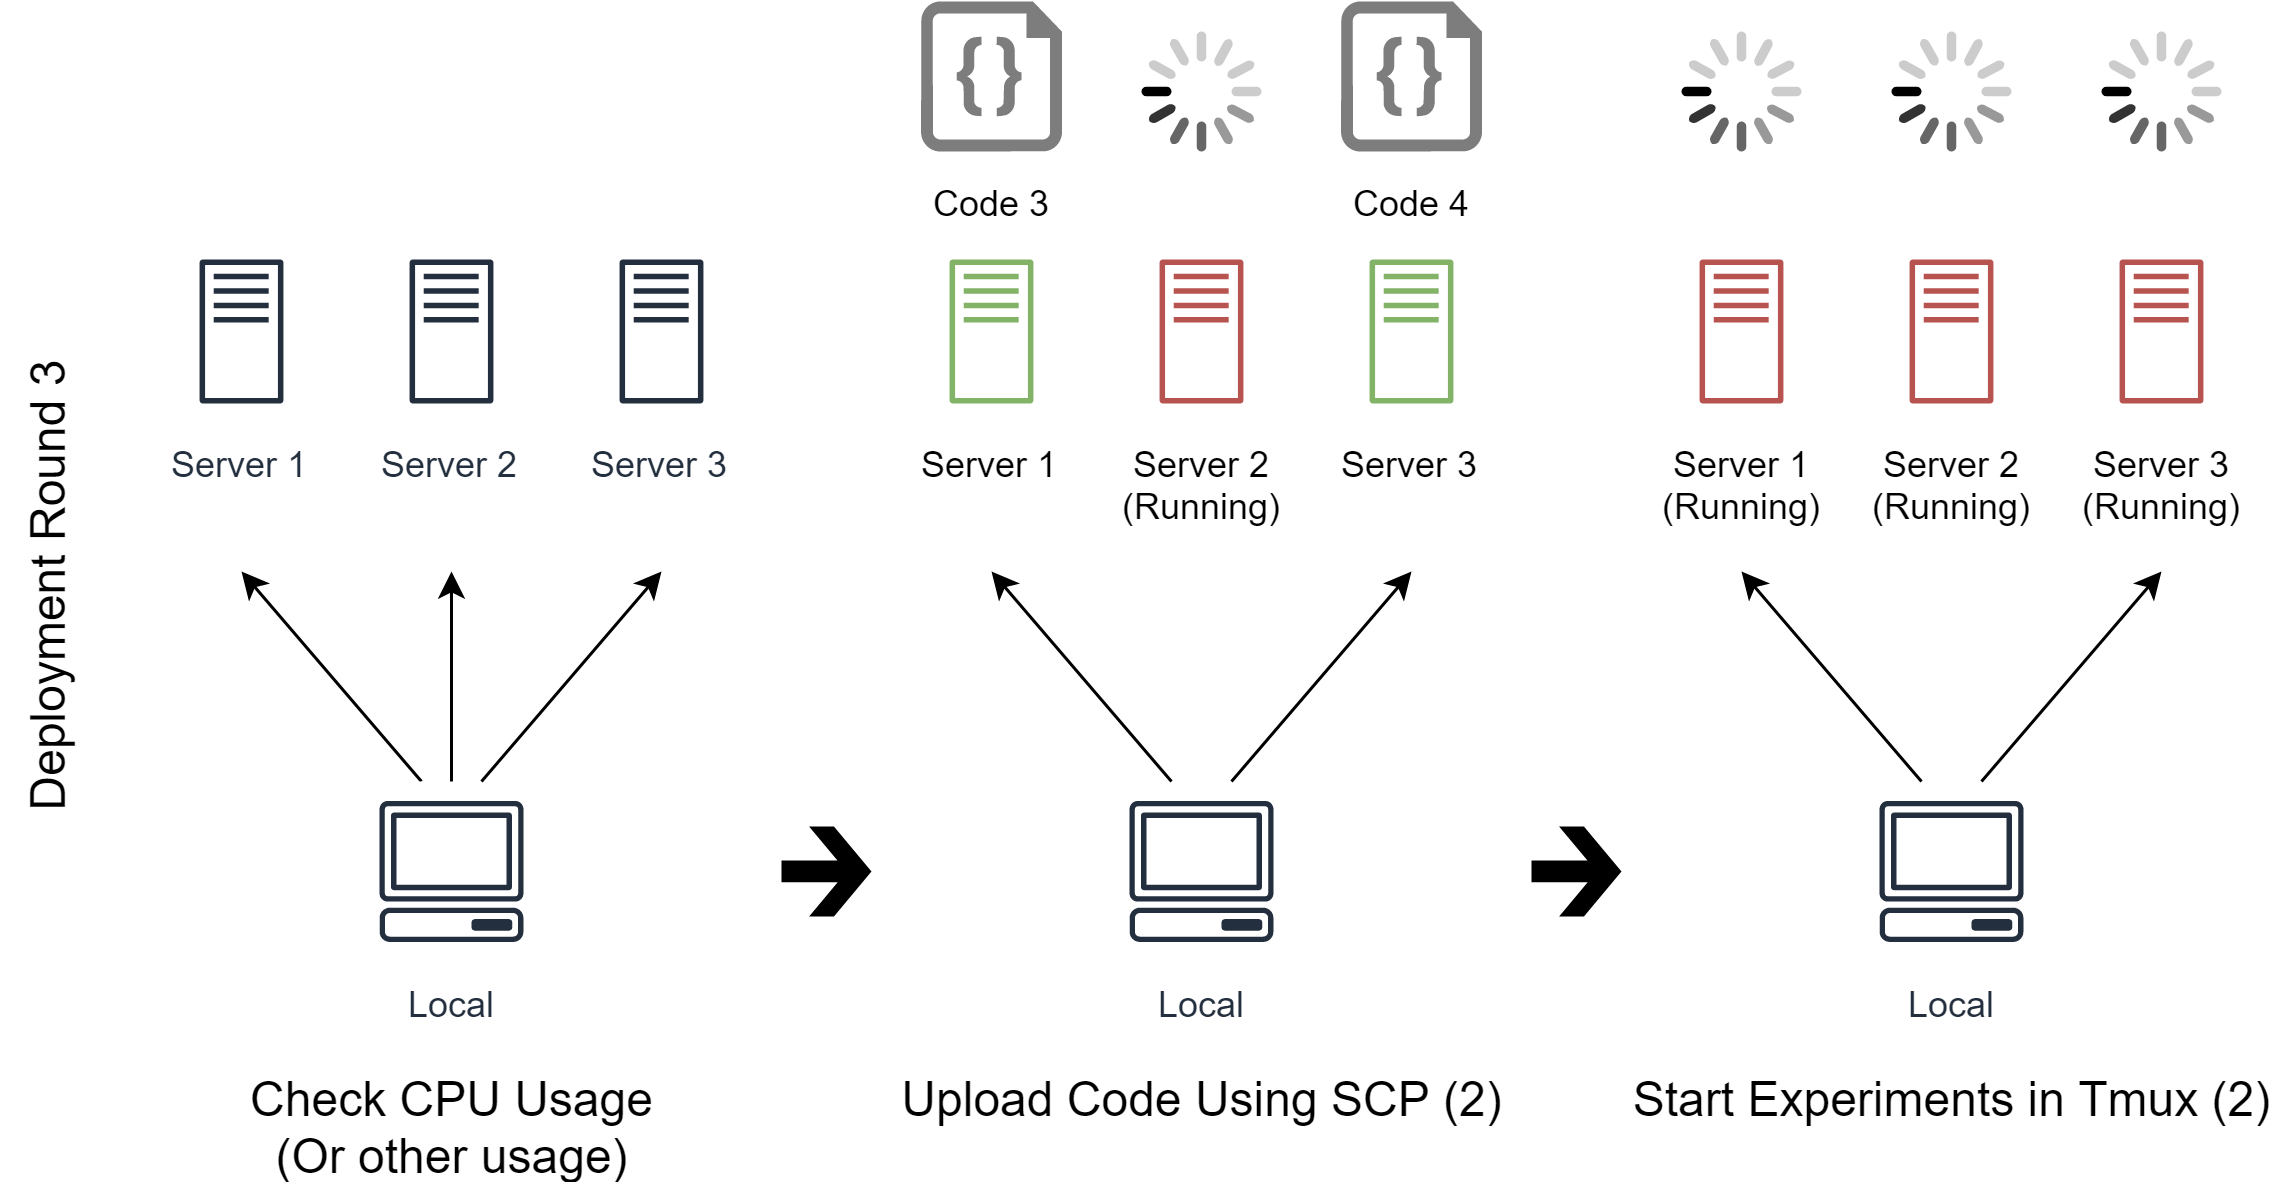 Deployment Round 3
Server 1
Server 2
Server 3
Local
Check CPU Usage
(Or other usage)
{}
Code 3
{}
Code 4
Server 1
Server 2
(Running)
Server 3
Local
Upload Code Using SCP (2)
Server 1
(Running)
Server 2
(Running)
Server 3
(Running)
Local
Start Experiments in Tmux (2)